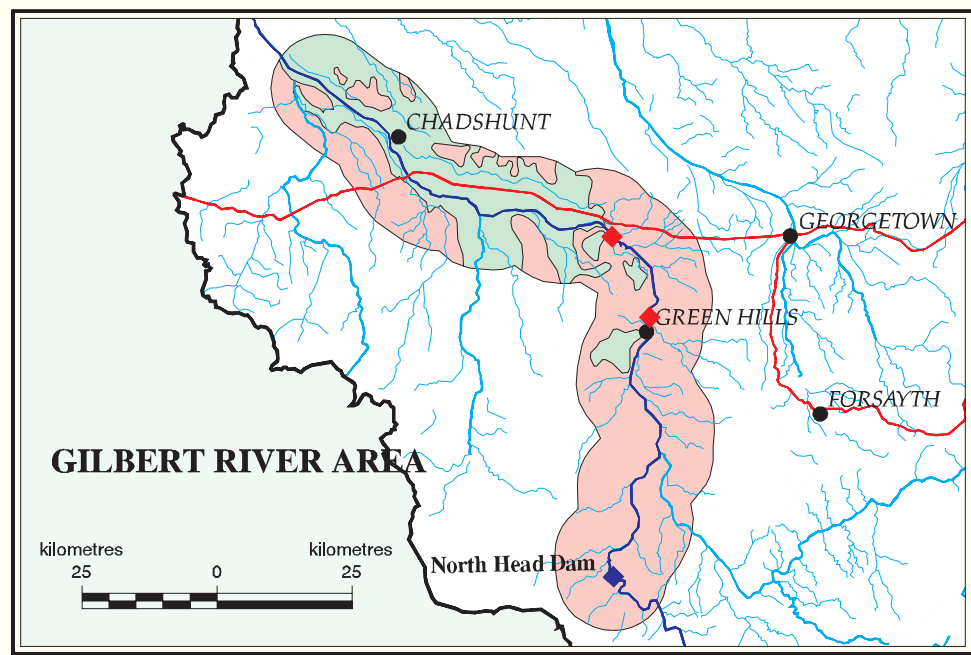 CHADSHUNT
GEORGETOWN
GREEN HILLS
FORSAYTH
GILBERT RIVER AREA
kilometres kilometres
25 0 25
North Head Dam